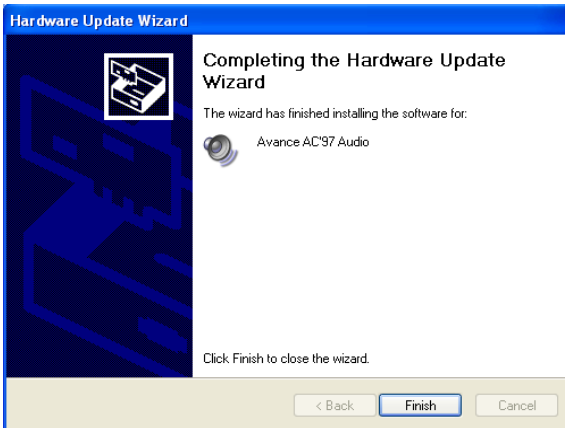 Hardware Update Wizard
Completing the Hardware Update
Wizard
The wizard has finished installing the software for:
Avance AC'97 Audio
Click Finish to close the wizard.
< Back Finish Cancel